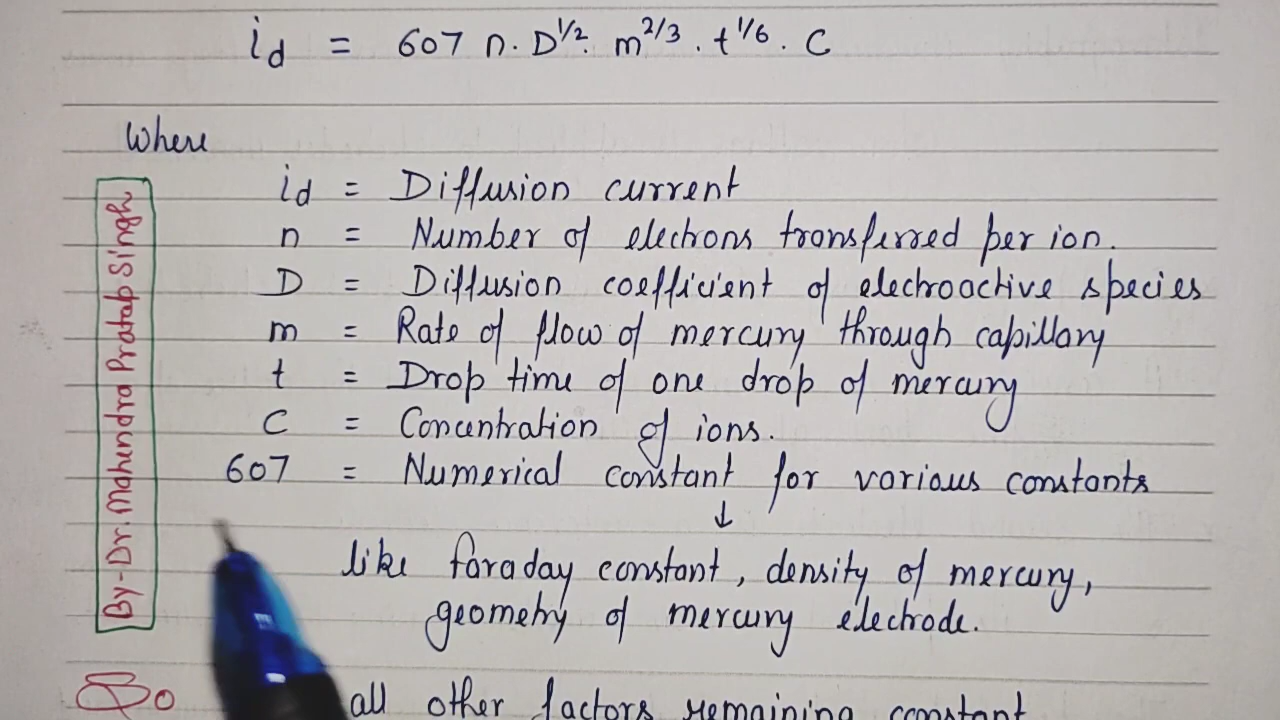 id = 607 n. D^1/2. m^2/3. t^1/6. C
Where
id = Diffusion current
n = Number of electrons transferred per ion.
D = Diffusion coefficient of electroactive species
m = Rate of flow of mercury through capillary
t = Drop time of one drop of mercury
C = Concentration of ions.
607 = Numerical constant for various constants
↓
like faraday constant, density of mercury,
geometry of mercury electrode.
all other factors remaining constant
By-Dr. Mahendra Pratap Singh